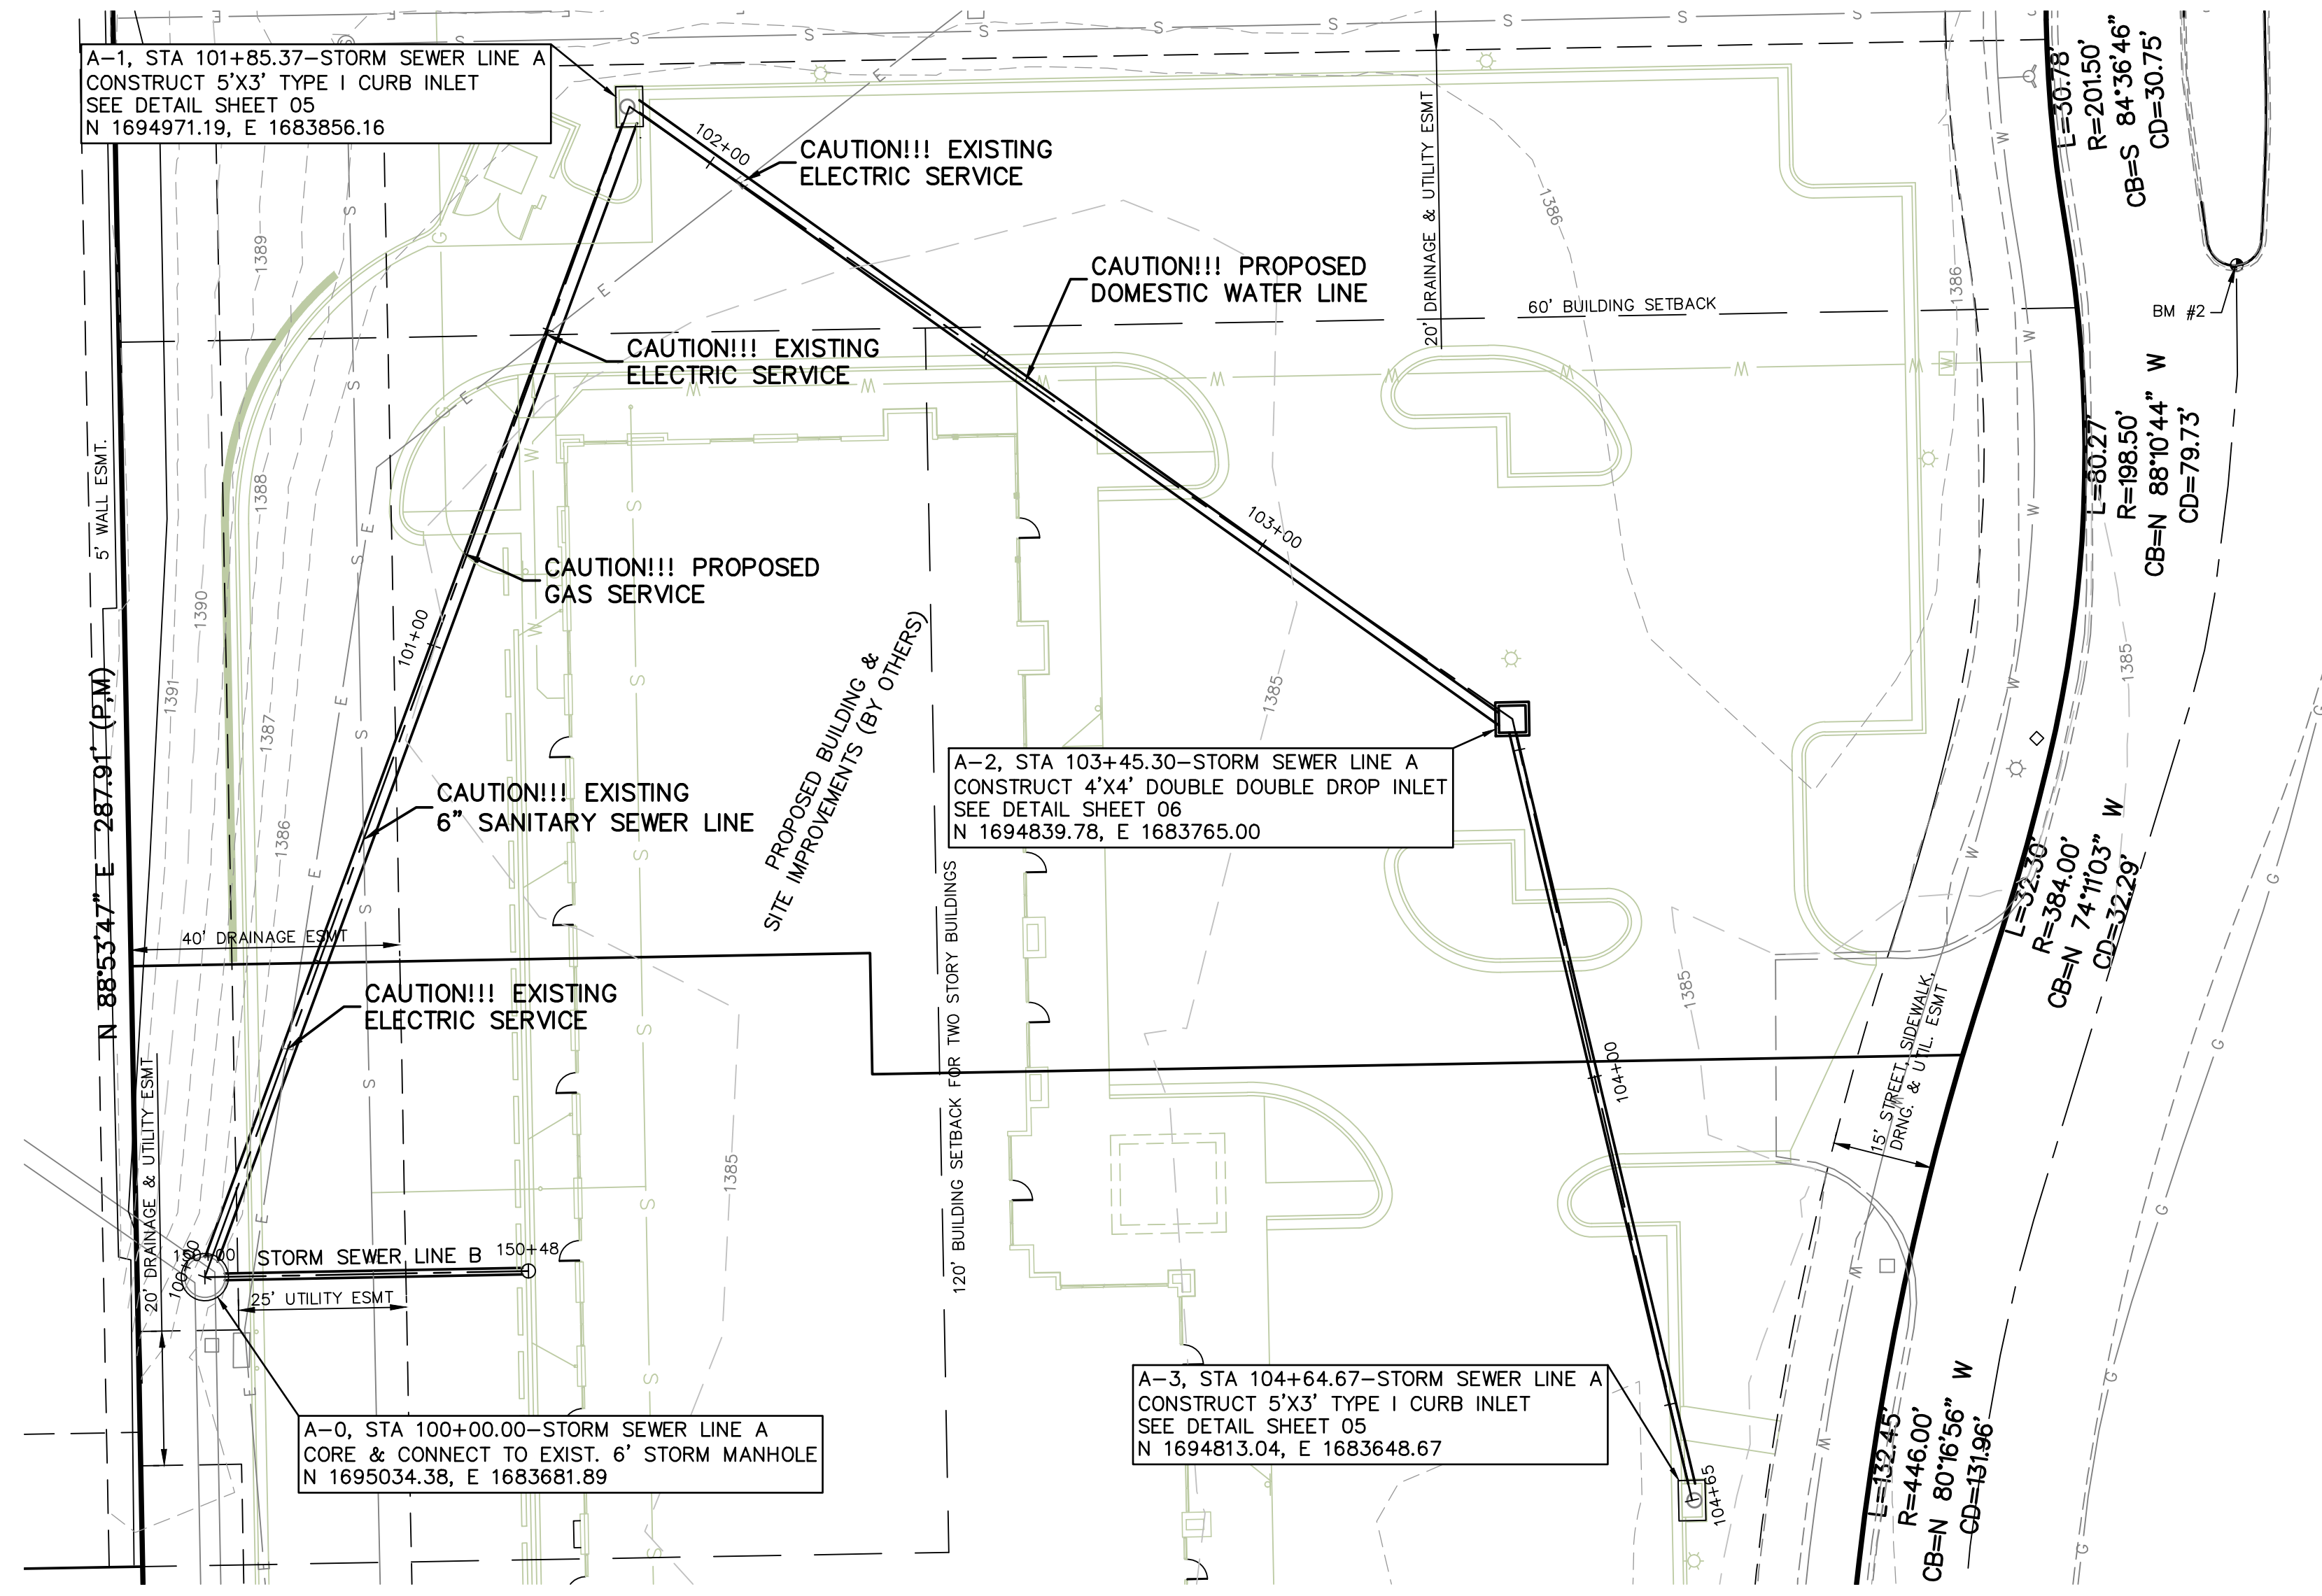 A-1, STA 101+85.37-STORM SEWER LINE A
CONSTRUCT 5'X3' TYPE I CURB INLET
SEE DETAIL SHEET 05
N 1694971.19, E 1683856.16
102+00
CAUTION!!! EXISTING
ELECTRIC SERVICE
CAUTION!!! PROPOSED
DOMESTIC WATER LINE
CAUTION!!! EXISTING
ELECTRIC SERVICE
20' DRAINAGE & UTILITY ESMT
60' BUILDING SETBACK
BM #2
L=30.78'
R=201.50'
CB=S 84°36'46"
CD=30.75'
L=80.27'
R=198.50'
CB=N 88°10'44" W
CD=79.73'
1389
1388
1390
1391
1387
1386
1386
1386
5' WALL ESMT.
N 88°53'47" E 287.91' (P,M)
CAUTION!!! PROPOSED
GAS SERVICE
101+00
103+00
PROPOSED BUILDING &
SITE IMPROVEMENTS (BY OTHERS)
1385
1385
A-2, STA 103+45.30-STORM SEWER LINE A
CONSTRUCT 4'X4' DOUBLE DOUBLE DROP INLET
SEE DETAIL SHEET 06
N 1694839.78, E 1683765.00
CAUTION!!! EXISTING
6" SANITARY SEWER LINE
40' DRAINAGE ESMT
CAUTION!!! EXISTING
ELECTRIC SERVICE
120' BUILDING SETBACK FOR TWO STORY BUILDINGS
L=32.30'
R=384.00'
CB=N 74°11'03" W
CD=32.29'
1385
15' STREET, SIDEWALK,
DRNG. & UTIL. ESMT
104+00
20' DRAINAGE & UTILITY ESMT
1385
150+00
100+00
STORM SEWER LINE B
150+48
25' UTILITY ESMT
A-0, STA 100+00.00-STORM SEWER LINE A
CORE & CONNECT TO EXIST. 6' STORM MANHOLE
N 1695034.38, E 1683681.89
A-3, STA 104+64.67-STORM SEWER LINE A
CONSTRUCT 5'X3' TYPE I CURB INLET
SEE DETAIL SHEET 05
N 1694813.04, E 1683648.67
104+65
L=132.45'
R=446.00'
CB=N 80°16'56" W
CD=131.96'